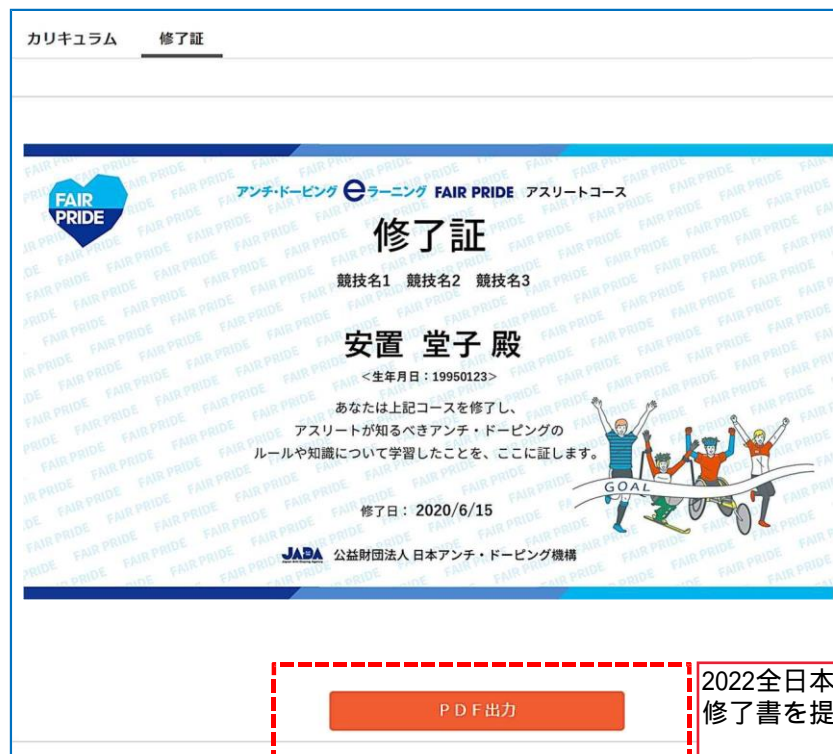 カリキュラム 修了証
FAIR
PRIDE
アンチ・ドーピング eラーニング FAIR PRIDE アスリートコース
修了証
競技名1 競技名2 競技名3
安置 堂子 殿
<生年月日：19950123>
あなたは上記コースを修了し、
アスリートが知るべきアンチ・ドーピングの
ルールや知識について学習したことを、ここに証します。
GOAL
修了日： 2020/6/15
JADA 公益財団法人 日本アンチ・ドーピング機構
PDF出力
2022全日本
修了書を提